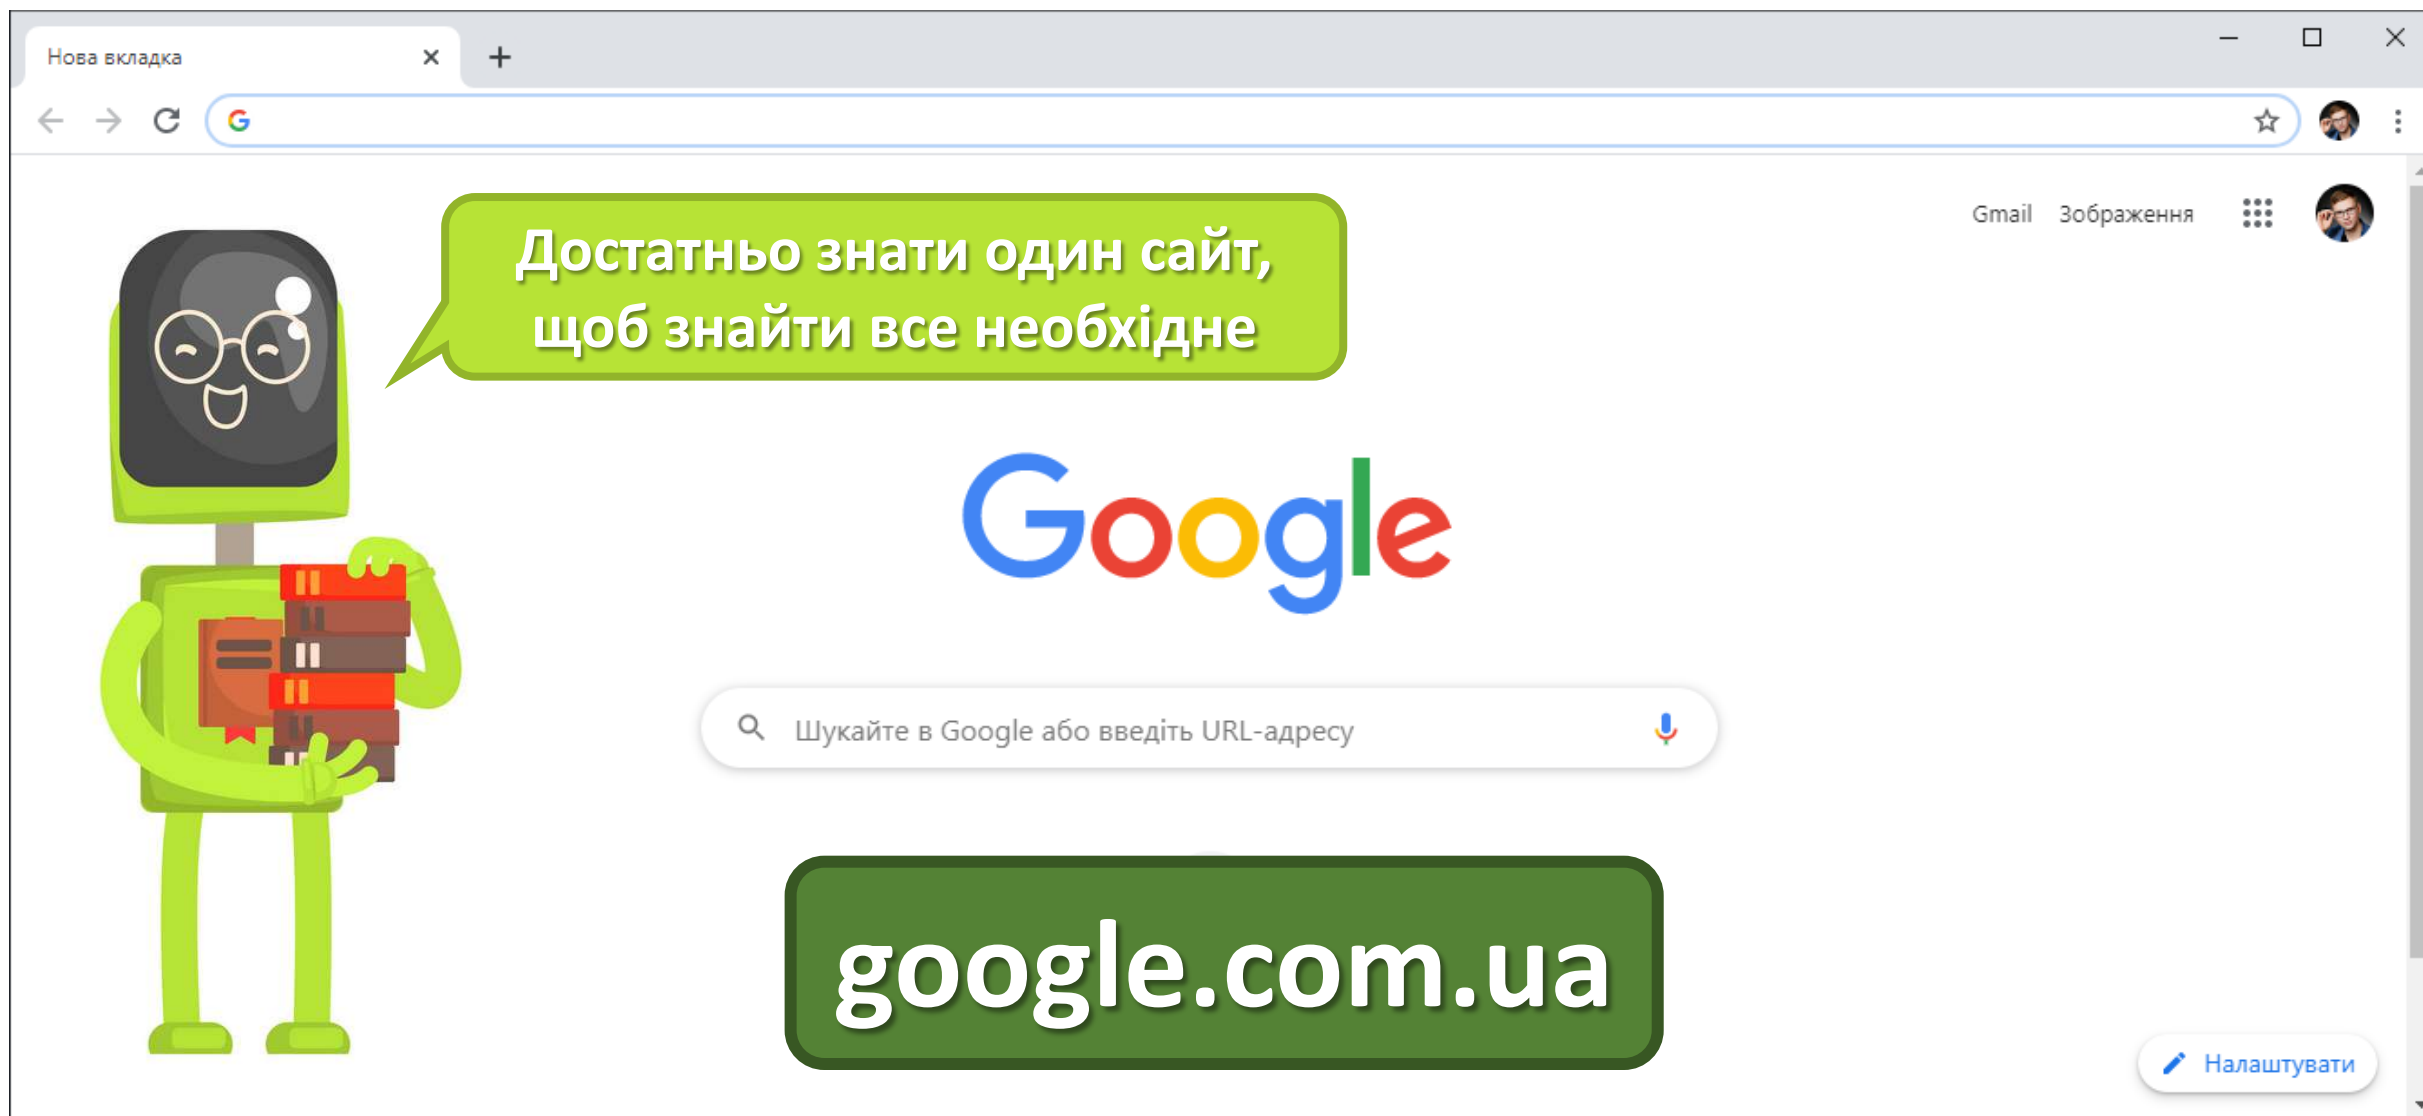 Нова вкладка
Gmail Зображення
Достатньо знати один сайт,
щоб знайти все необхідне
Google
Шукайте в Google або введіть URL-адресу
google.com.ua
Налаштувати